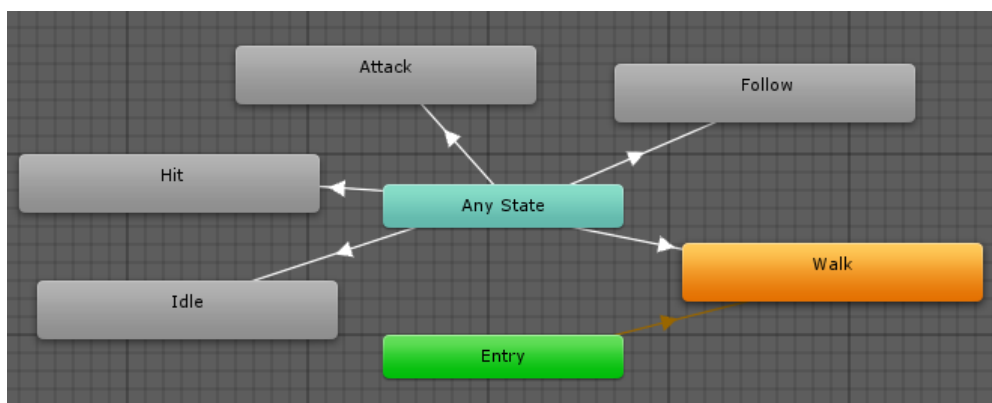 Attack
Follow
Hit
Any State
Walk
Idle
Entry